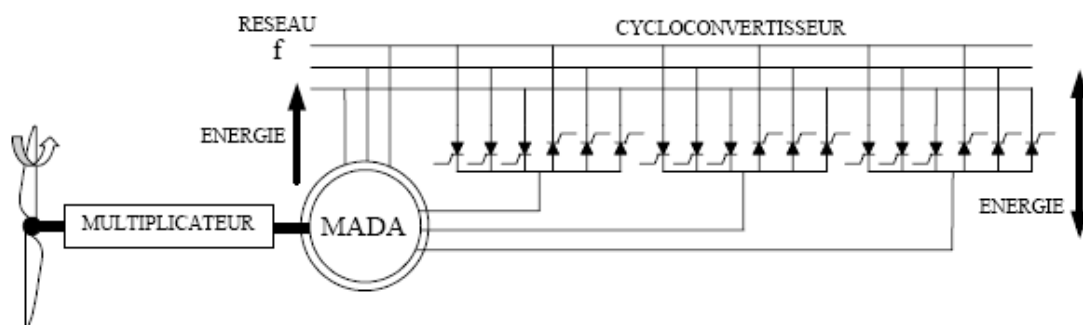 RESEAU
f
CYCLOCONVERTISSEUR
ENERGIE
MULTIPLICATEUR
MADA
ENERGIE